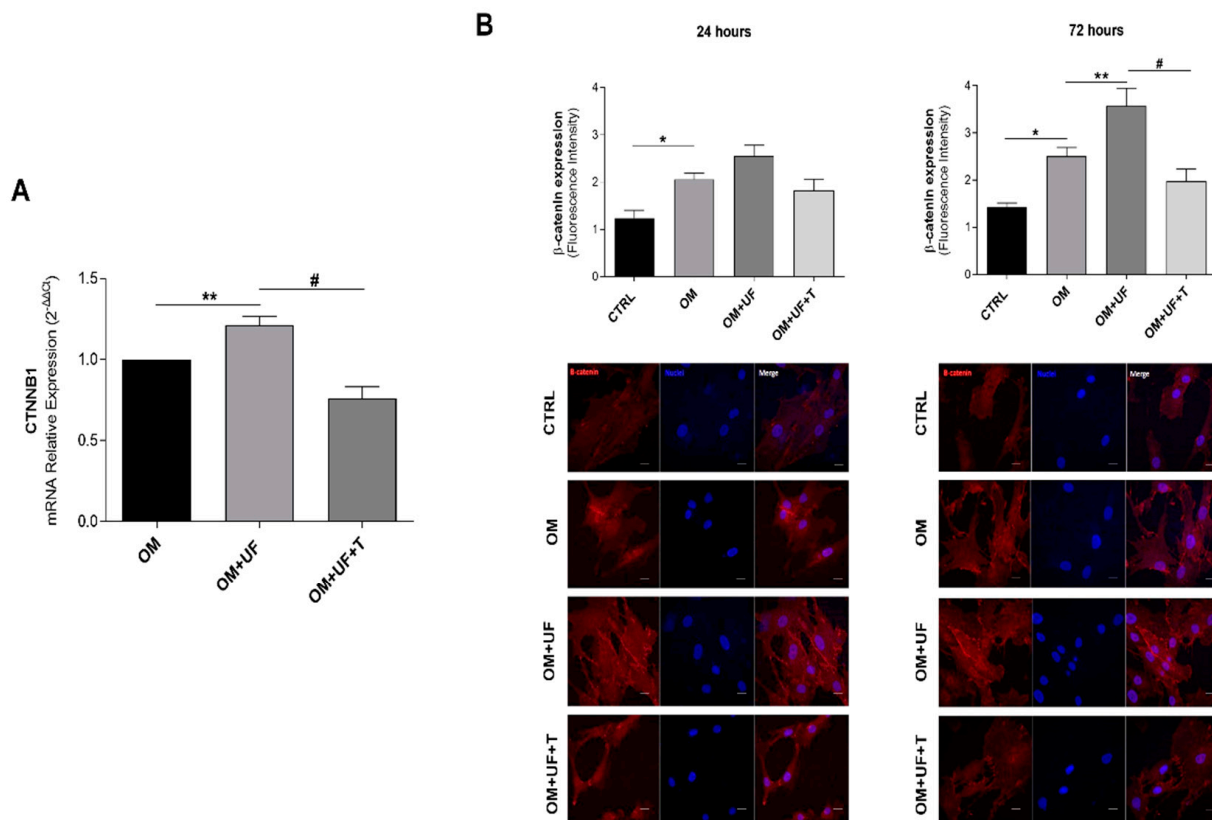 A
CTNNB1
mRNA Relative Expression (2^-ΔΔCt)
1.5
1.0
0.5
0.0
**
#
OM
OM+UF
OM+UF+T
B
24 hours
β-catenin expression
(Fluorescence Intensity)
4
3
2
1
0
*
CTRL
OM
OM+UF
OM+UF+T
72 hours
β-catenin expression
(Fluorescence Intensity)
4
3
2
1
0
*
**
#
CTRL
OM
OM+UF
OM+UF+T
CTRL
B-catenin Nuclei Merge
OM
OM+UF
OM+UF+T
CTRL
B-catenin Nuclei Merge
OM
OM+UF
OM+UF+T